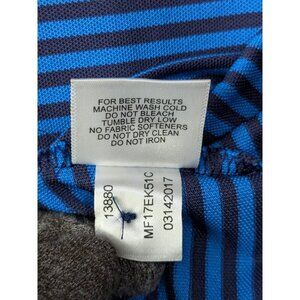 FOR BEST RESULTS
MACHINE WASH COLD
DO NOT BLEACH
TUMBLE DRY LOW
NO FABRIC SOFTENERS
DO NOT DRY CLEAN
DO NOT IRON
13880
MF17EK51C
03142017